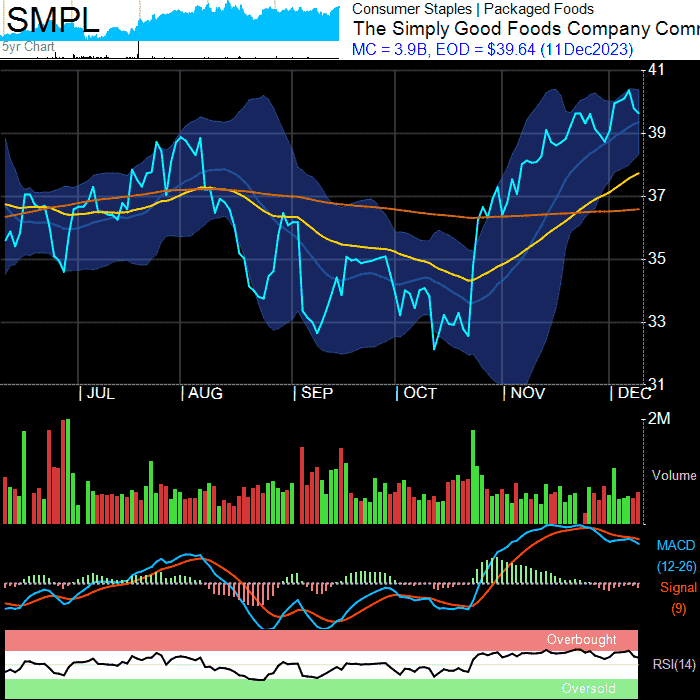 SMPL
5yr Chart
Consumer Staples | Packaged Foods
The Simply Good Foods Company Com
MC = 3.9B, EOD = $39.64 (11Dec2023)
41
39
37
35
33
31
| JUL | AUG | SEP | OCT | NOV | DEC
2M
Volume
MACD
(12-26)
Signal
(9)
Overbought
RSI(14)
Oversold